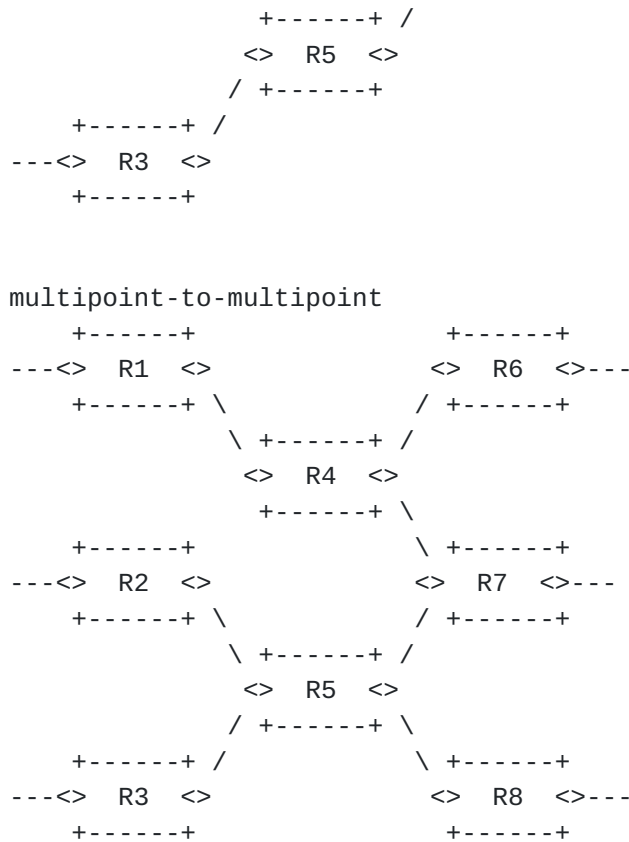 +------+ /
               <>  R5  <>
              / +------+
    +------+ /
---<>  R3  <>
    +------+

multipoint-to-multipoint
    +------+                 +------+
---<>  R1  <>               <>  R6  <>---
    +------+ \             / +------+
              \ +------+ /
               <>  R4  <>
                +------+ \
    +------+               \ +------+
---<>  R2  <>              <>  R7  <>---
    +------+ \             / +------+
              \ +------+ /
               <>  R5  <>
              / +------+ \
    +------+ /             \ +------+
---<>  R3  <>               <>  R8  <>---
    +------+                 +------+